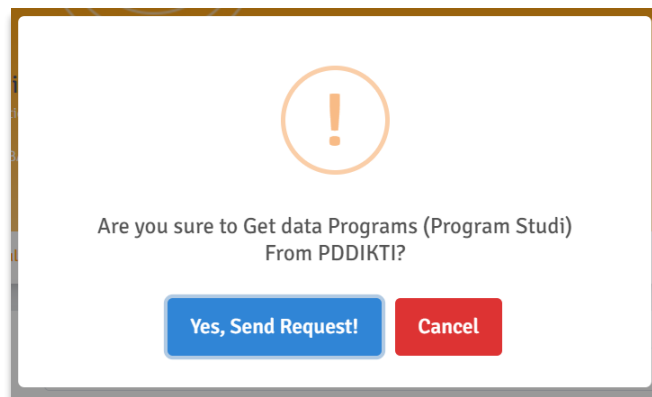 !
Are you sure to Get data Programs (Program Studi)
From PDDIKTI?
Yes, Send Request!
Cancel